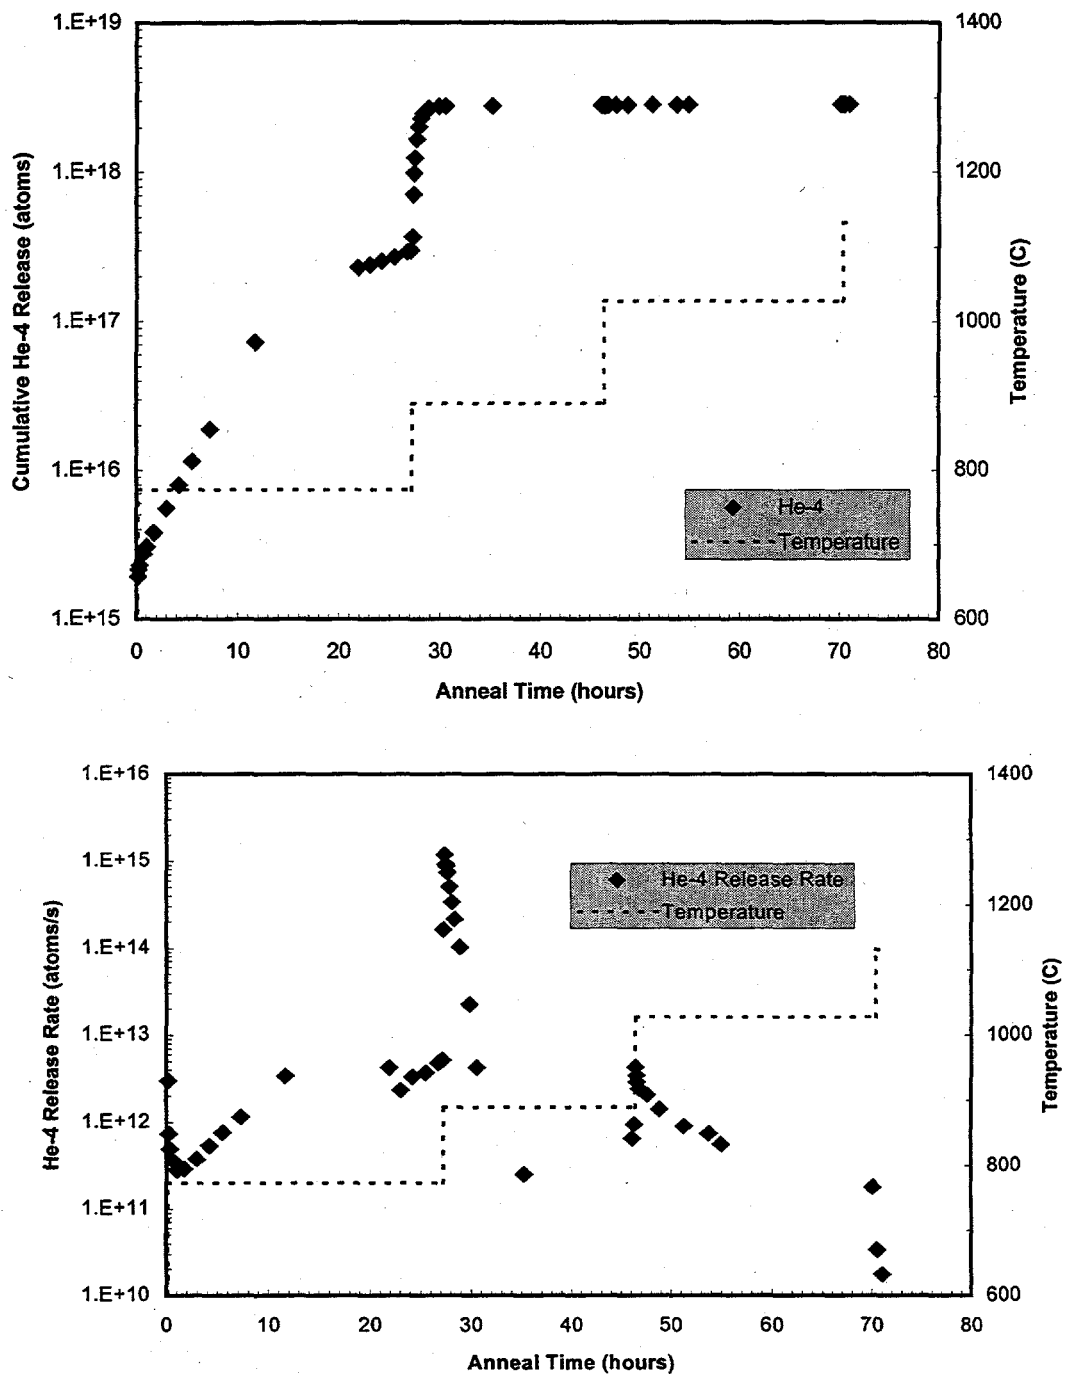 1.E+19
1400
1.E+18
1200
1.E+17
1000
1.E+16
800
1.E+15
600
Cumulative He-4 Release (atoms)
Temperature (C)
He-4
Temperature
0 10 20 30 40 50 60 70 80
Anneal Time (hours)
1.E+16
1400
1.E+15
1.E+14
1200
1.E+13
1000
1.E+12
800
1.E+11
1.E+10
600
He-4 Release Rate (atoms/s)
Temperature (C)
He-4 Release Rate
Temperature
0 10 20 30 40 50 60 70 80
Anneal Time (hours)